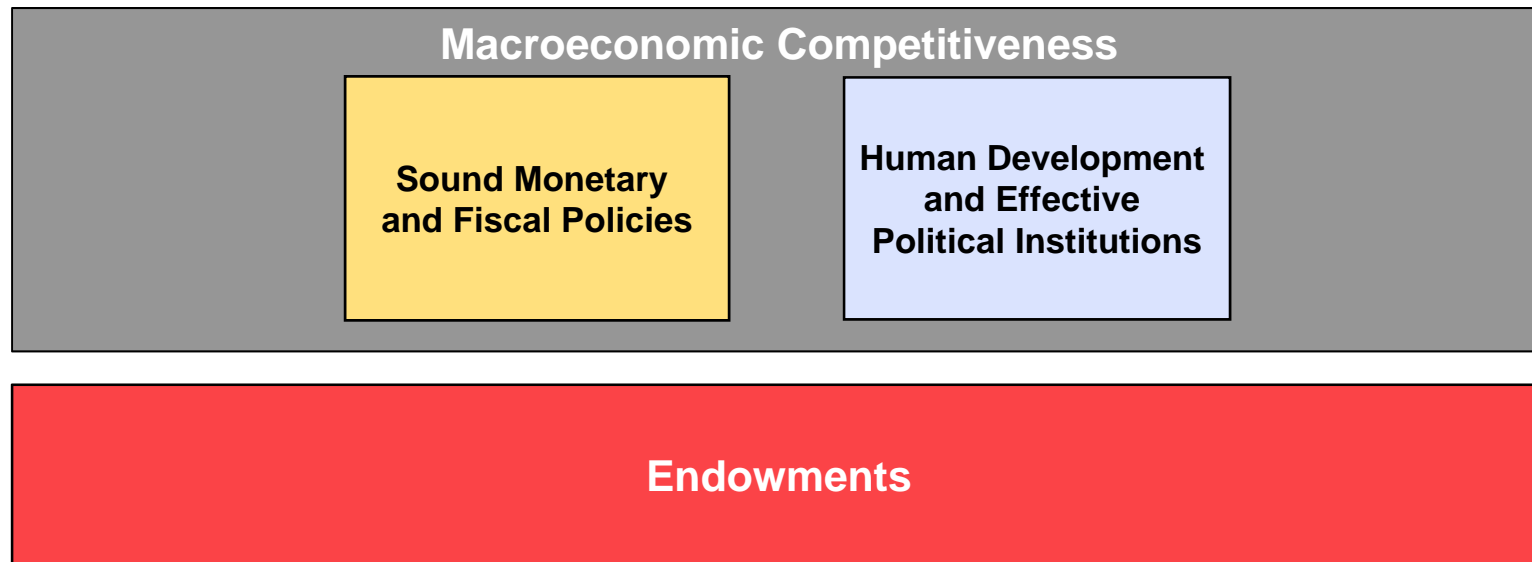 Macroeconomic Competitiveness
Sound Monetary
and Fiscal Policies
Human Development
and Effective
Political Institutions
Endowments